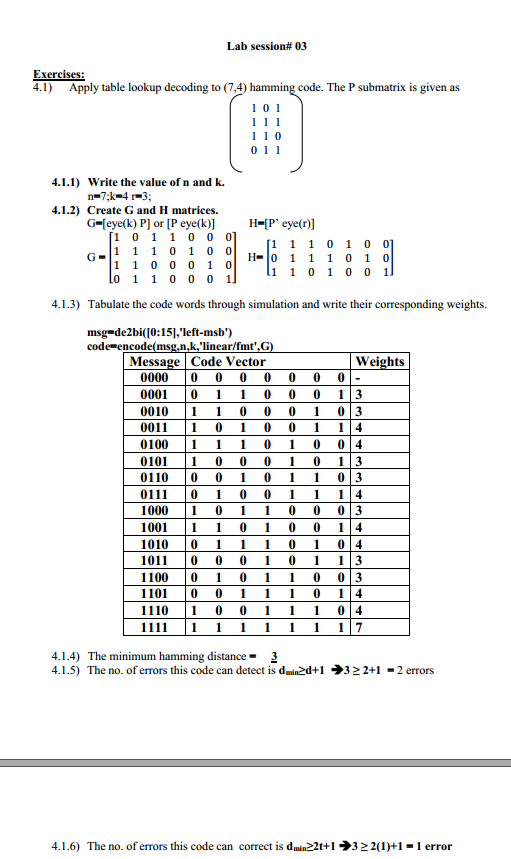 Lab session# 03
Exercises:
4.1) Apply table lookup decoding to (7,4) hamming code. The P submatrix is given as
1 0 1
1 1 1
1 1 0
0 1 1
4.1.1) Write the value of n and k.
n=7;k=4 r=3;
4.1.2) Create G and H matrices.
G=[eye(k) P] or [P eye(k)] H=[P' eye(r)]
G = [1 0 1 1 0 0 0
1 1 1 0 1 0 0
1 1 0 0 0 1 0
0 1 1 0 0 0 1]
H= [1 1 1 0 1 0 0
0 1 1 1 0 1 0
1 1 0 1 0 0 1]
4.1.3) Tabulate the code words through simulation and write their corresponding weights.
msg=de2bi([0:15],'left-msb')
code=encode(msg,n,k,'linear/fmt',G)
Message Code Vector Weights
0000 0 0 0 0 0 0 0 -
0001 0 1 1 0 0 0 1 3
0010 1 1 0 0 0 1 0 3
0011 1 0 1 0 0 1 1 4
0100 1 1 1 0 1 0 0 4
0101 1 0 0 0 1 0 1 3
0110 0 0 1 0 1 1 0 3
0111 0 1 0 0 1 1 1 4
1000 1 0 1 1 0 0 0 3
1001 1 1 0 1 0 0 1 4
1010 0 1 1 1 0 1 0 4
1011 0 0 0 1 0 1 1 3
1100 0 1 0 1 1 0 0 3
1101 0 0 1 1 1 0 1 4
1110 1 0 0 1 1 1 0 4
1111 1 1 1 1 1 1 1 7
4.1.4) The minimum hamming distance = 3
4.1.5) The no. of errors this code can detect is dmin≥d+1 ➔3 ≥ 2+1 = 2 errors
4.1.6) The no. of errors this code can correct is dmin≥2t+1 ➔3 ≥ 2(1)+1 = 1 error